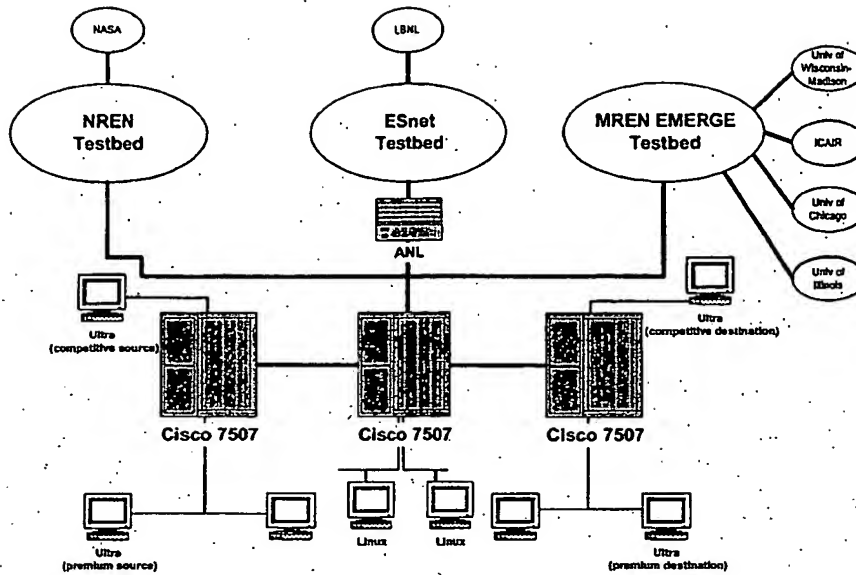 NASA
LBNL
Univ of
Wisconsin-
Madison
NREN
Testbed
ESnet
Testbed
MREN EMERGE
Testbed
ICAIR
Univ of
Chicago
ANL
Univ of
Illinois
Ultra
(competitive source)
Ultra
(competitive destination)
Cisco 7507
Cisco 7507
Cisco 7507
Linux
Linux
Ultra
(premium source)
Ultra
(premium destination)